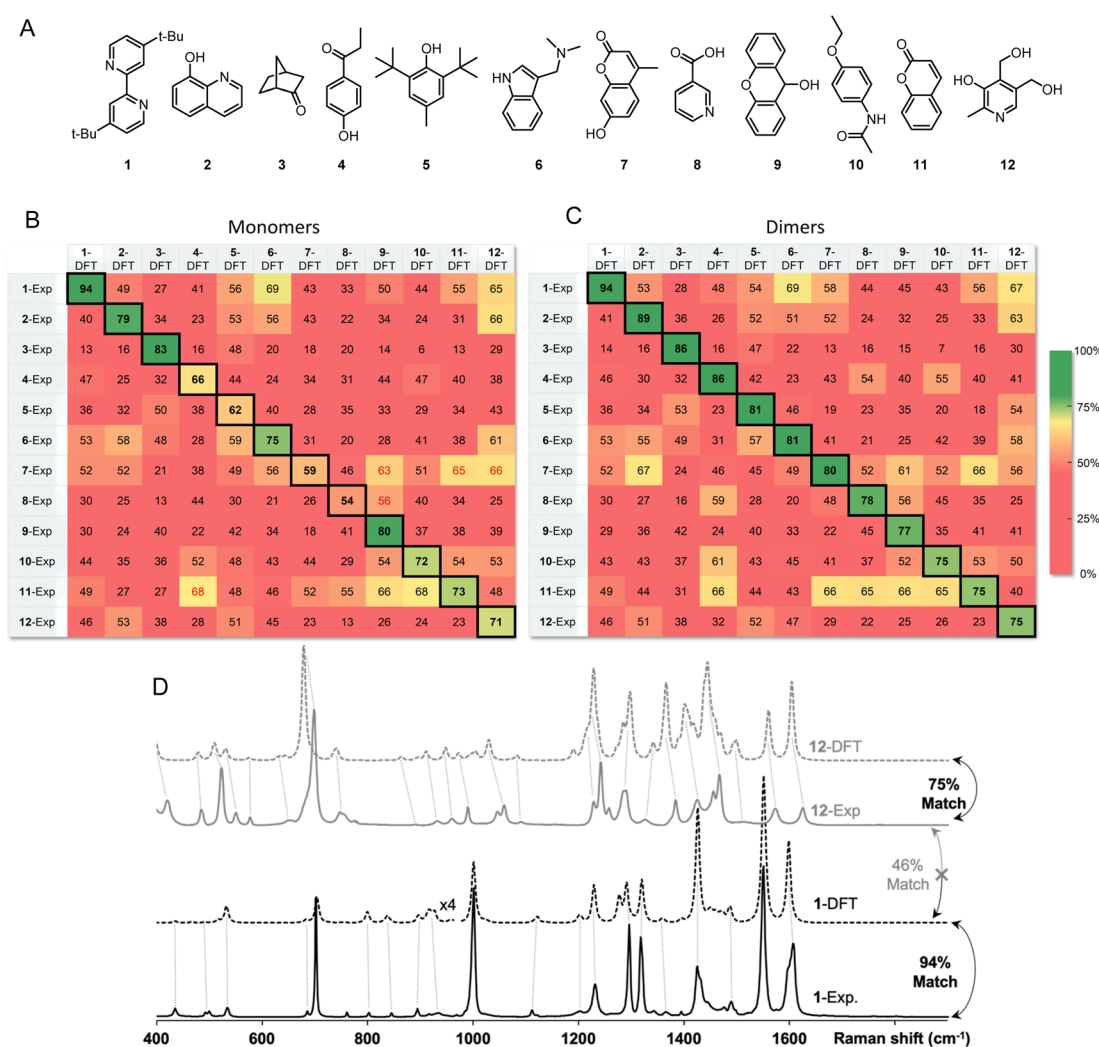 A
t-Bu
N
N
t-Bu
OH
N
O
O
OH
OH
HN
N
O
O
HO
O
OH
N
O
OH
O
NH
O
O
O
OH
HO
OH
N
1 2 3 4 5 6 7 8 9 10 11 12
B Monomers
1-DFT 2-DFT 3-DFT 4-DFT 5-DFT 6-DFT 7-DFT 8-DFT 9-DFT 10-DFT 11-DFT 12-DFT
1-Exp 94 49 27 41 56 69 43 33 50 44 55 65
2-Exp 40 79 34 23 53 56 43 22 34 24 31 66
3-Exp 13 16 83 16 48 20 18 20 14 6 13 29
4-Exp 47 25 32 66 44 24 34 31 44 47 40 38
5-Exp 36 32 50 38 62 40 28 35 33 29 34 43
6-Exp 53 58 48 28 59 75 31 20 28 41 38 61
7-Exp 52 52 21 38 49 56 59 46 63 51 65 66
8-Exp 30 25 13 44 30 21 26 54 56 40 34 25
9-Exp 30 24 40 22 42 34 18 41 80 37 38 39
10-Exp 44 35 36 52 48 43 44 29 54 72 54 53
11-Exp 49 27 27 68 48 46 52 55 66 68 73 48
12-Exp 46 53 38 28 51 45 23 13 26 24 23 71
C Dimers
1-DFT 2-DFT 3-DFT 4-DFT 5-DFT 6-DFT 7-DFT 8-DFT 9-DFT 10-DFT 11-DFT 12-DFT
1-Exp 94 53 28 48 54 69 58 44 45 43 56 67
2-Exp 41 89 36 26 52 51 52 24 32 25 33 63
3-Exp 14 16 86 16 47 22 13 16 15 7 16 30
4-Exp 46 30 32 86 42 23 43 54 40 55 40 41
5-Exp 36 34 53 23 81 46 19 23 35 20 18 54
6-Exp 53 55 49 31 57 81 41 21 25 42 39 58
7-Exp 52 67 24 46 45 49 80 52 61 52 66 56
8-Exp 30 27 16 59 28 20 48 78 56 45 35 25
9-Exp 29 36 42 24 40 33 22 45 77 35 41 41
10-Exp 43 43 37 61 43 41 44 37 52 75 53 50
11-Exp 49 44 31 66 43 44 66 65 66 65 75 40
12-Exp 46 51 38 32 52 47 29 22 25 26 23 75
100%
75%
50%
25%
0%
D
12-DFT
75%
Match
12-Exp
46%
Match
1-DFT
x4
94%
Match
1-Exp.
400 600 800 1000 1200 1400 1600 Raman shift (cm⁻¹)